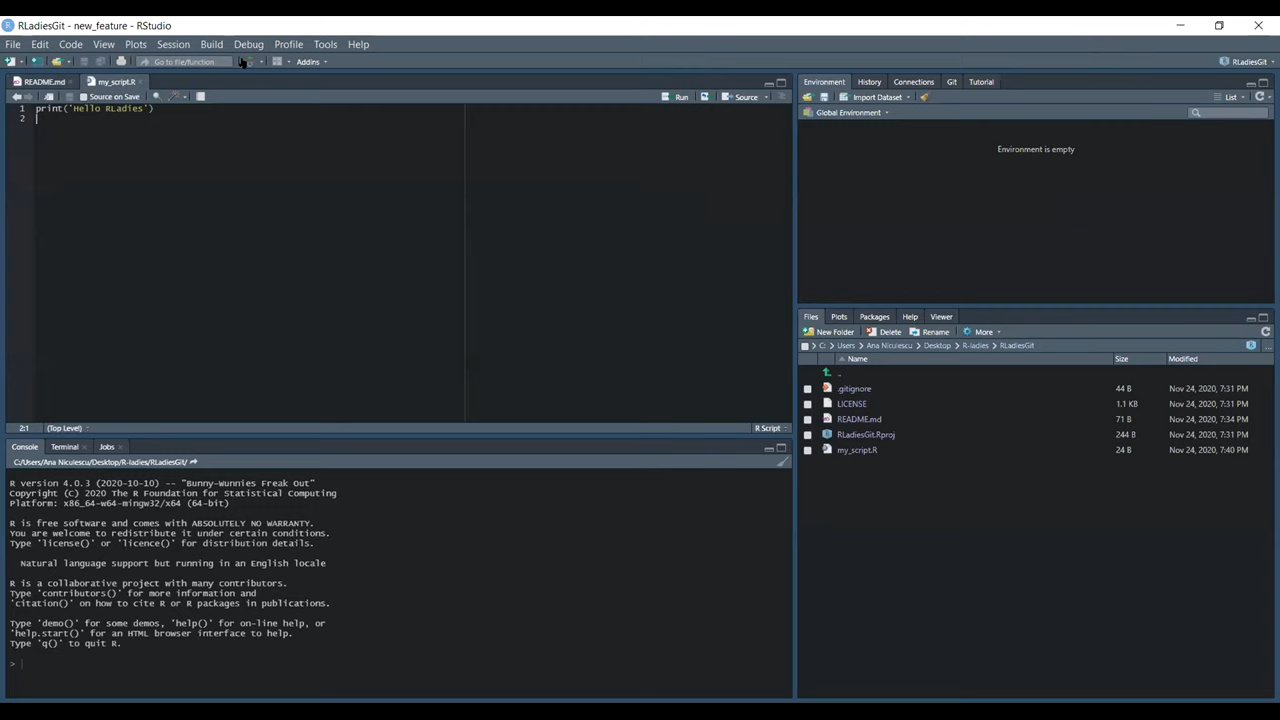 RLadiesGit - new_feature - RStudio
File Edit Code View Plots Session Build Debug Profile Tools Help
Go to file/function Addins RLadiesGit
README.md my_script.R
Source on Save Run Source
1 print('Hello RLadies')
2
2:1 (Top Level) R Script
Console Terminal Jobs
C:/Users/Ana Niculescu/Desktop/R-ladies/RLadiesGit/
R version 4.0.3 (2020-10-10) -- "Bunny-Wunnies Freak Out"
Copyright (C) 2020 The R Foundation for Statistical Computing
Platform: x86_64-w64-mingw32/x64 (64-bit)
R is free software and comes with ABSOLUTELY NO WARRANTY.
You are welcome to redistribute it under certain conditions.
Type 'license()' or 'licence()' for distribution details.
Natural language support but running in an English locale
R is a collaborative project with many contributors.
Type 'contributors()' for more information and
'citation()' on how to cite R or R packages in publications.
Type 'demo()' for some demos, 'help()' for on-line help, or
'help.start()' for an HTML browser interface to help.
Type 'q()' to quit R.
>
Environment History Connections Git Tutorial
Import Dataset List
Global Environment
Environment is empty
Files Plots Packages Help Viewer
New Folder Delete Rename More
C: Users Ana Niculescu Desktop R-ladies RLadiesGit
Name Size Modified
..
.gitignore 44 B Nov 24, 2020, 7:31 PM
LICENSE 1.1 KB Nov 24, 2020, 7:31 PM
README.md 71 B Nov 24, 2020, 7:34 PM
RLadiesGit.Rproj 244 B Nov 24, 2020, 7:31 PM
my_script.R 24 B Nov 24, 2020, 7:40 PM